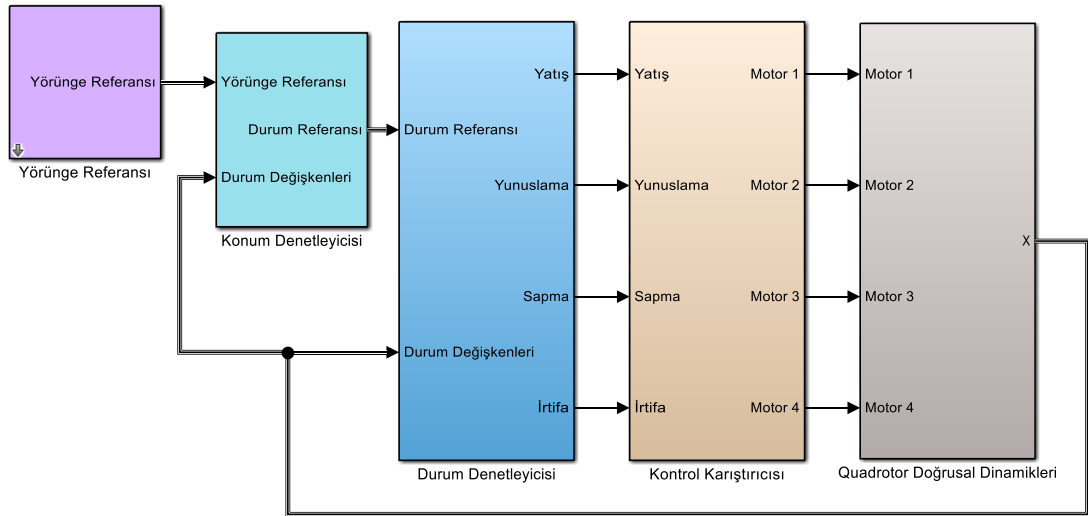 Yörünge Referansı
Yörünge Referansı
Yörünge Referansı
Durum Referansı
Durum Değişkenleri
Konum Denetleyicisi
Durum Referansı
Durum Değişkenleri
Yatış
Yunuslama
Sapma
İrtifa
Durum Denetleyicisi
Yatış
Yunuslama
Sapma
İrtifa
Motor 1
Motor 2
Motor 3
Motor 4
Kontrol Karıştırıcısı
Motor 1
Motor 2
Motor 3
Motor 4
X
Quadrotor Doğrusal Dinamikleri